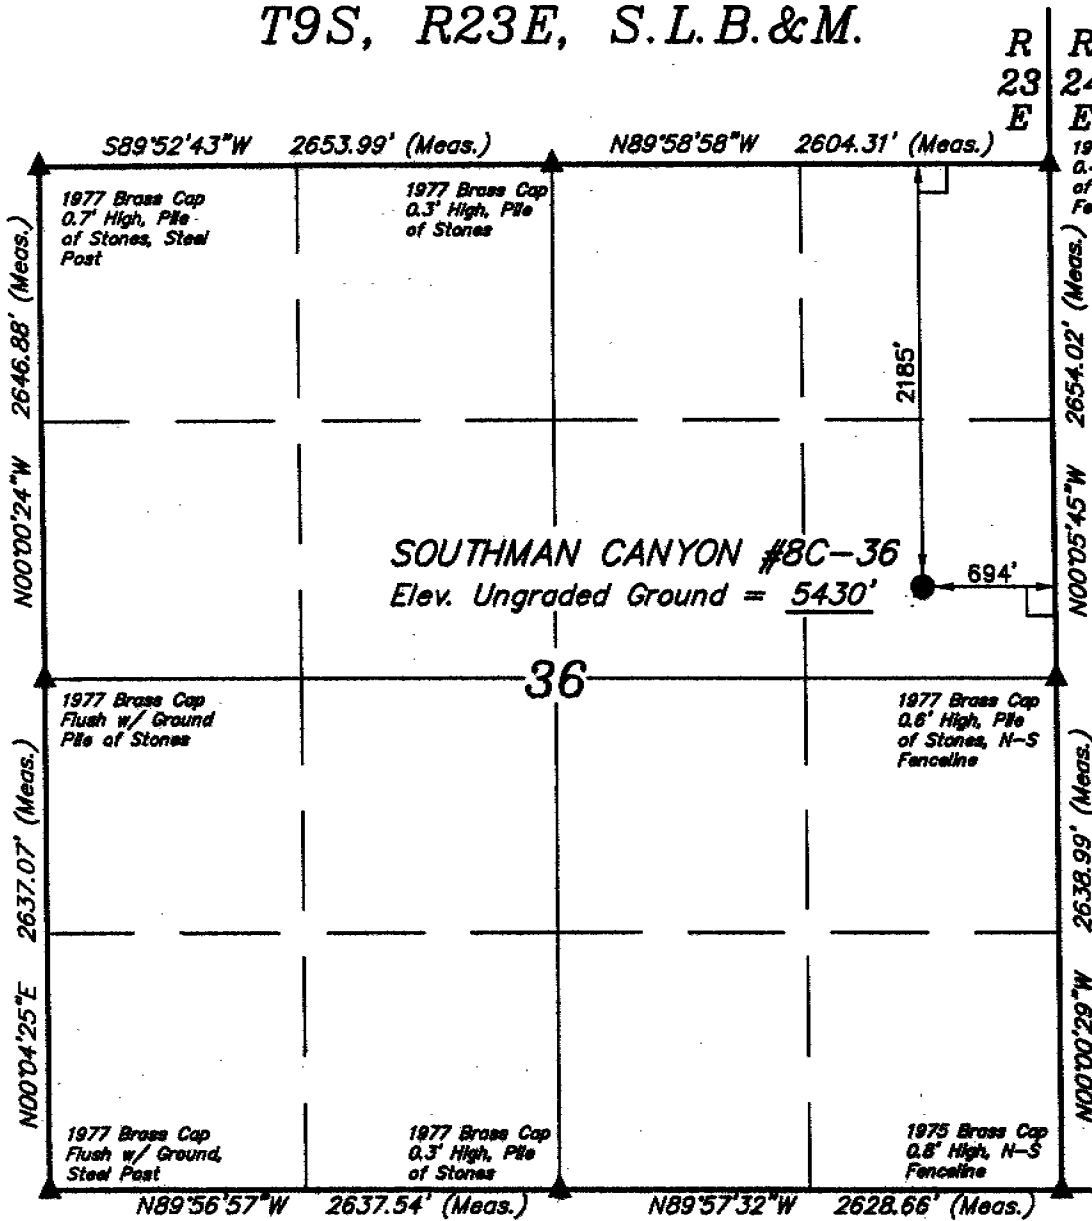 T9S, R23E, S.L.B.&M.
R
23
E
R
24
E
S89°52'43"W 2653.99' (Meas.)
N89°58'58"W 2604.31' (Meas.)
1977 Brass Cap
0.7' High, Pile
of Stones, Steel
Post
1977 Brass Cap
0.3' High, Pile
of Stones
N00°00'24"W 2646.88' (Meas.)
N00°05'45"W 2654.02' (Meas.)
2185'
SOUTHMAN CANYON #8C-36
Elev. Ungraded Ground = 5430'
694'
36
1977 Brass Cap
Flush w/ Ground
Pile of Stones
1977 Brass Cap
0.6' High, Pile
of Stones, N-S
Fenceline
N00°04'25"E 2637.07' (Meas.)
N00°00'29"W 2638.99' (Meas.)
1977 Brass Cap
Flush w/ Ground,
Steel Post
1977 Brass Cap
0.3' High, Pile
of Stones
1975 Brass Cap
0.8' High, N-S
Fenceline
N89°56'57"W 2637.54' (Meas.)
N89°57'32"W 2628.66' (Meas.)